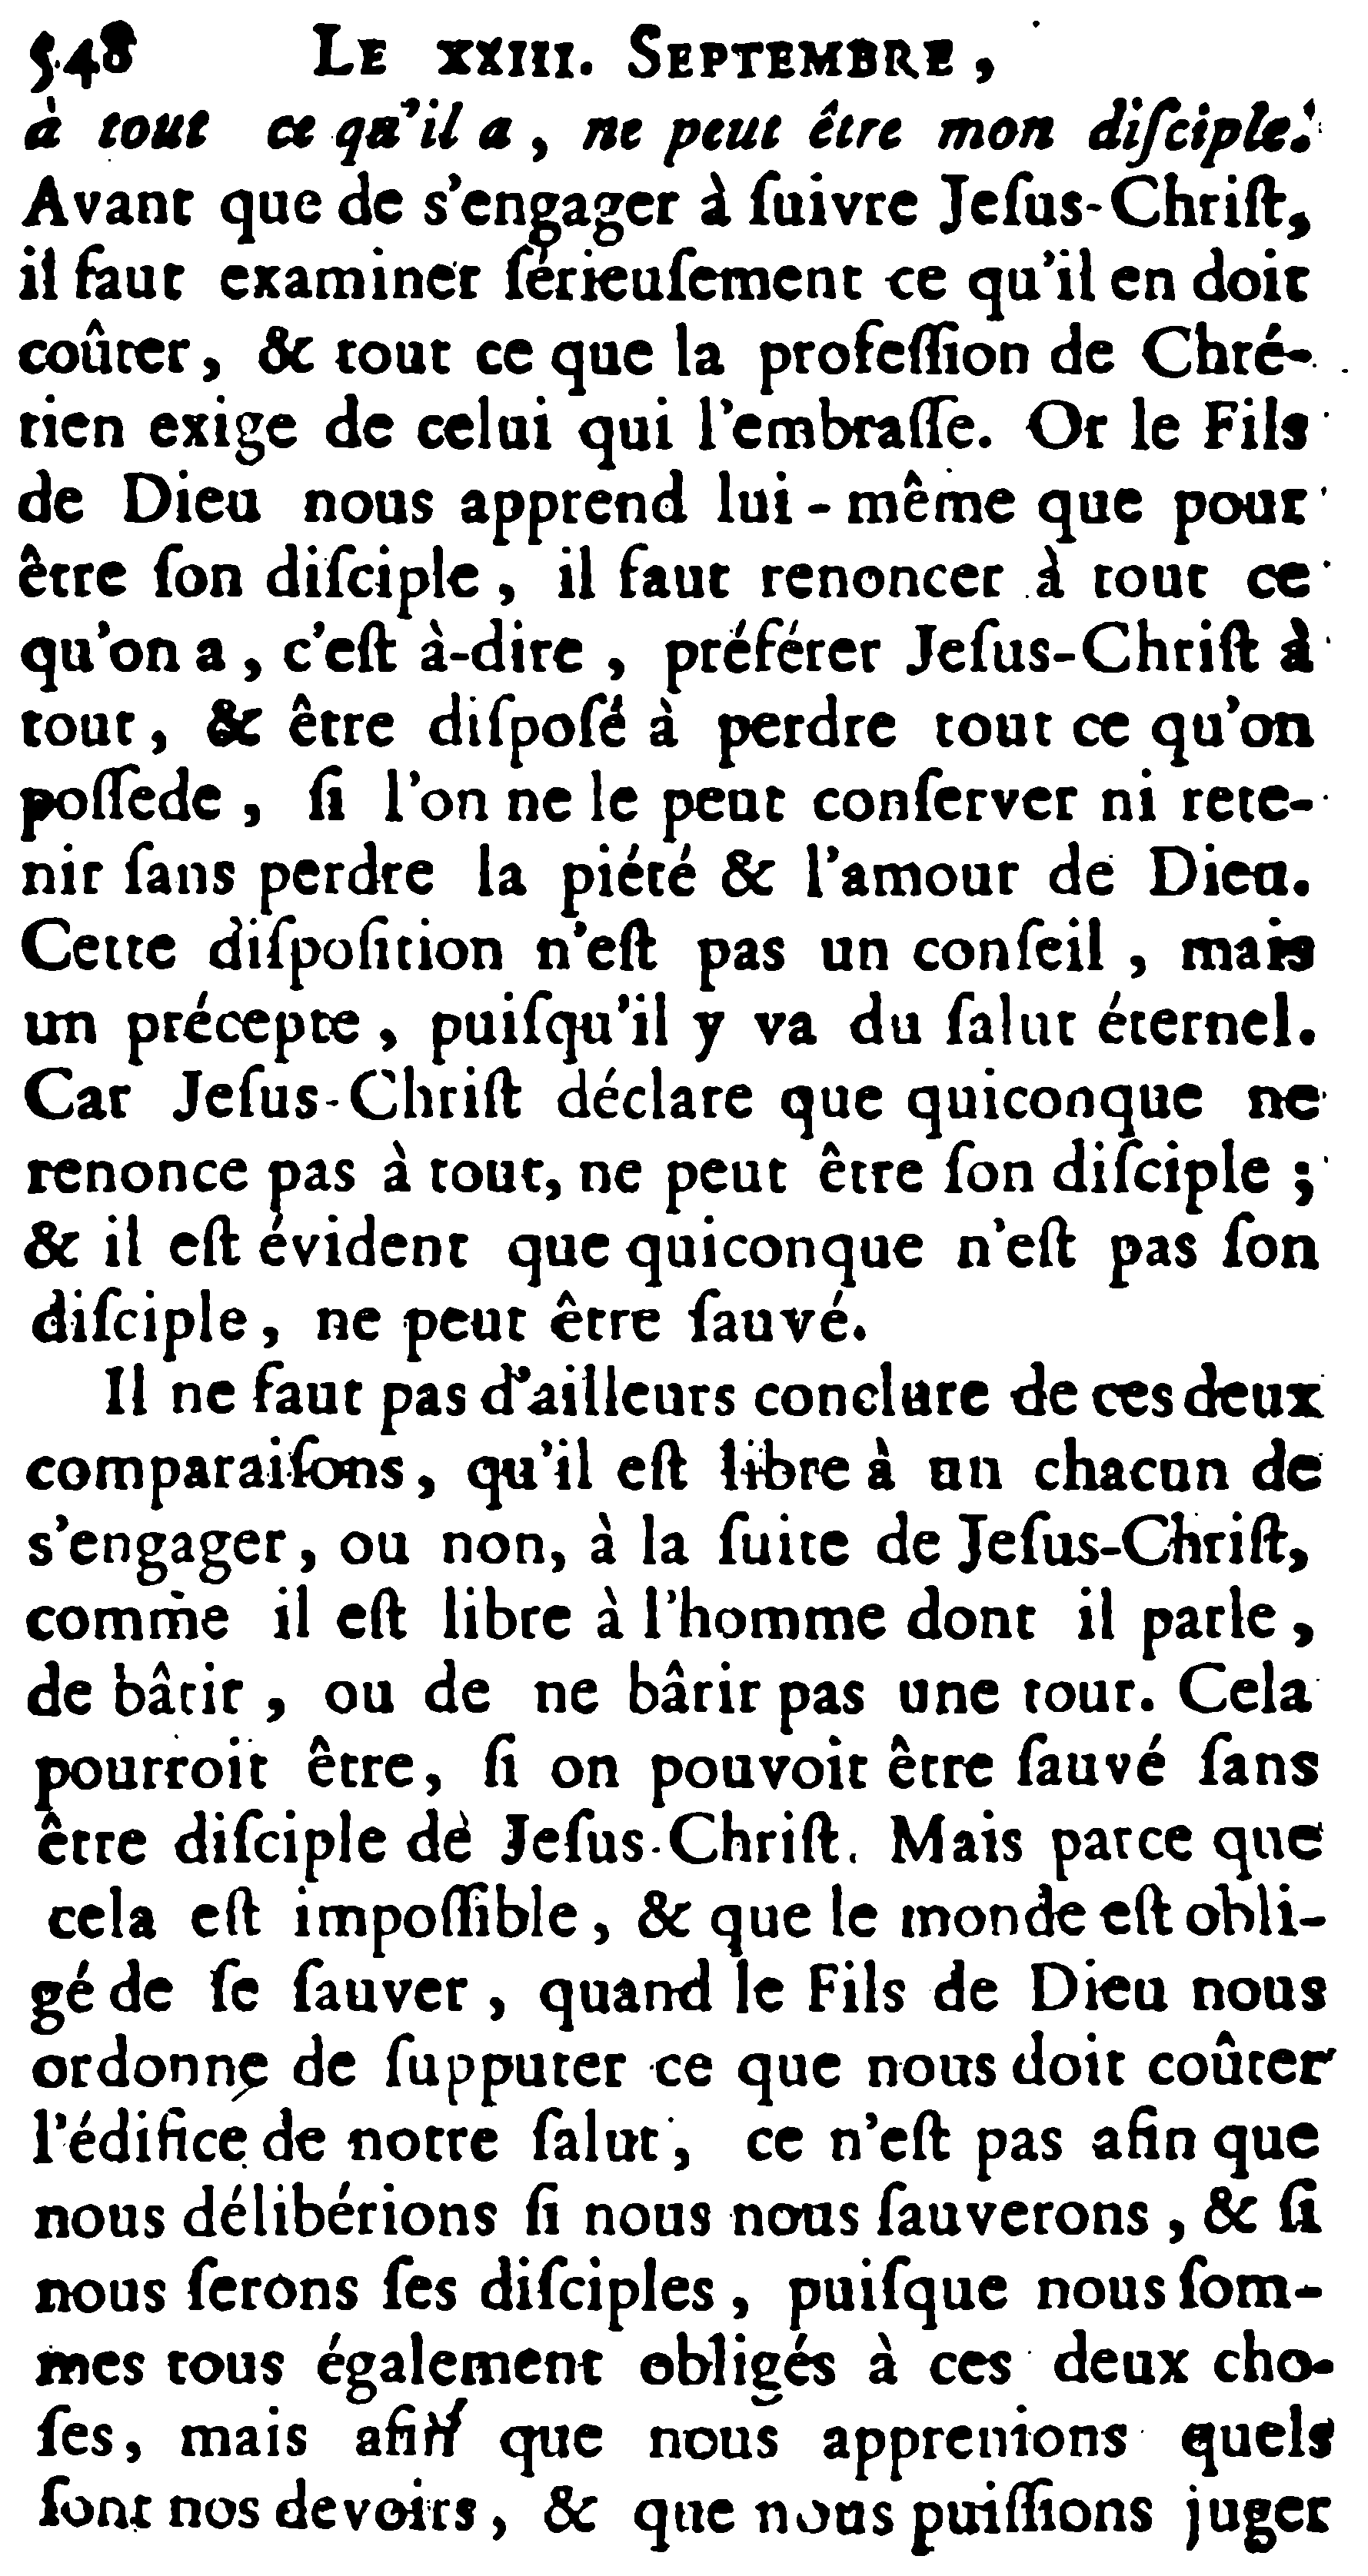 548 LE XXIII. SEPTEMBRE,
à tout ce qu'il a, ne peut être mon diſciple.
Avant que de s'engager à ſuivre Jeſus-Chriſt,
il faut examiner ſérieuſement ce qu'il en doit
coûter, & tout ce que la profeſſion de Chré-
tien exige de celui qui l'embraſſe. Or le Fils
de Dieu nous apprend lui-même que pour
être ſon diſciple, il faut renoncer à tout ce
qu'on a, c'eſt à-dire, préférer Jeſus-Chriſt à
tout, & être diſpoſé à perdre tout ce qu'on
poſſede, ſi l'on ne le peut conſerver ni rete-
nir ſans perdre la piété & l'amour de Dieu.
Cette diſpoſition n'eſt pas un conſeil, mais
un précepte, puiſqu'il y va du ſalut éternel.
Car Jeſus-Chriſt déclare que quiconque ne
renonce pas à tout, ne peut être ſon diſciple;
& il eſt évident que quiconque n'eſt pas ſon
diſciple, ne peut être ſauvé.
Il ne faut pas d'ailleurs conclure de ces deux
comparaiſons, qu'il eſt libre à un chacun de
s'engager, ou non, à la ſuite de Jeſus-Chriſt,
comme il eſt libre à l'homme dont il parle,
de bâtir, ou de ne bâtir pas une tour. Cela
pourroit être, ſi on pouvoit être ſauvé ſans
être diſciple de Jeſus-Chriſt. Mais parce que
cela eſt impoſſible, & que le monde eſt obli-
gé de ſe ſauver, quand le Fils de Dieu nous
ordonne de ſupputer ce que nous doit coûter
l'édifice de notre ſalut, ce n'eſt pas afin que
nous délibérions ſi nous nous ſauverons, & ſi
nous ſerons ſes diſciples, puiſque nous ſom-
mes tous également obligés à ces deux cho-
ſes, mais afin que nous apprenions quels
ſont nos devoirs, & que nous puiſſions juger